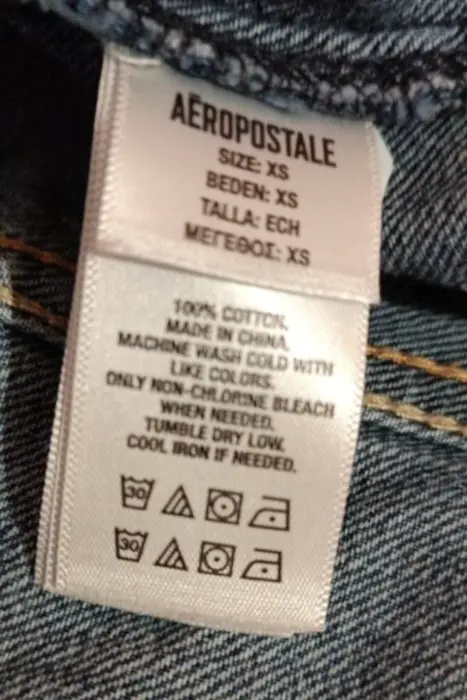 AËROPOSTALE
SIZE: XS
BEDEN: XS
TALLA: ECH
ΜΕΓΕΘΟΣ: XS
100% COTTON.
MADE IN CHINA.
MACHINE WASH COLD WITH
LIKE COLORS.
ONLY NON-CHLORINE BLEACH
WHEN NEEDED.
TUMBLE DRY LOW.
COOL IRON IF NEEDED.
30
30